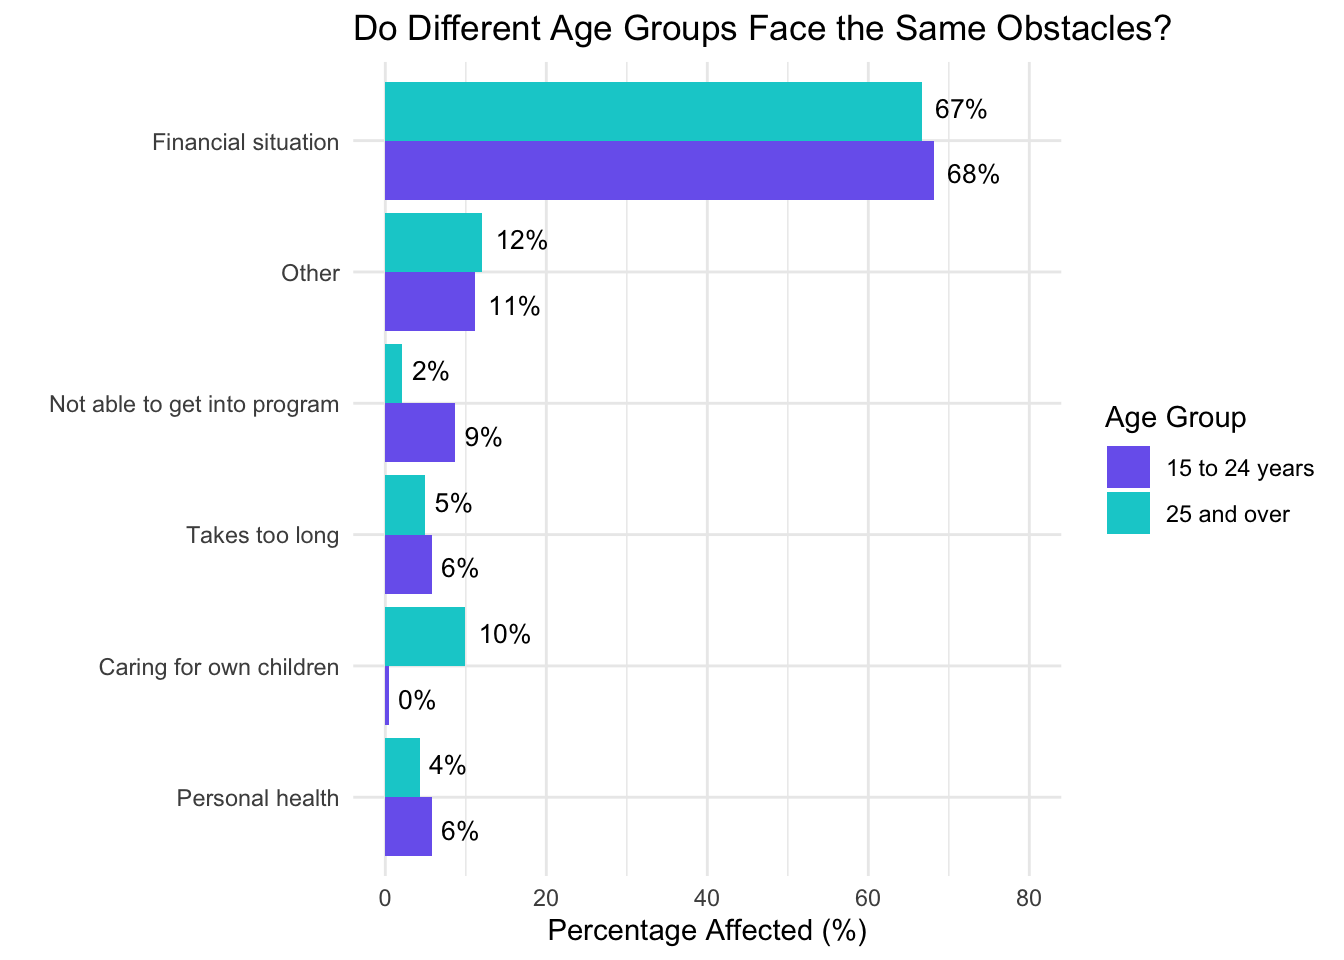 Do Different Age Groups Face the Same Obstacles?
Financial situation
67%
68%
Other
12%
11%
Not able to get into program
2%
9%
Takes too long
5%
6%
Caring for own children
10%
0%
Personal health
4%
6%
0 20 40 60 80
Percentage Affected (%)
Age Group
15 to 24 years
25 and over